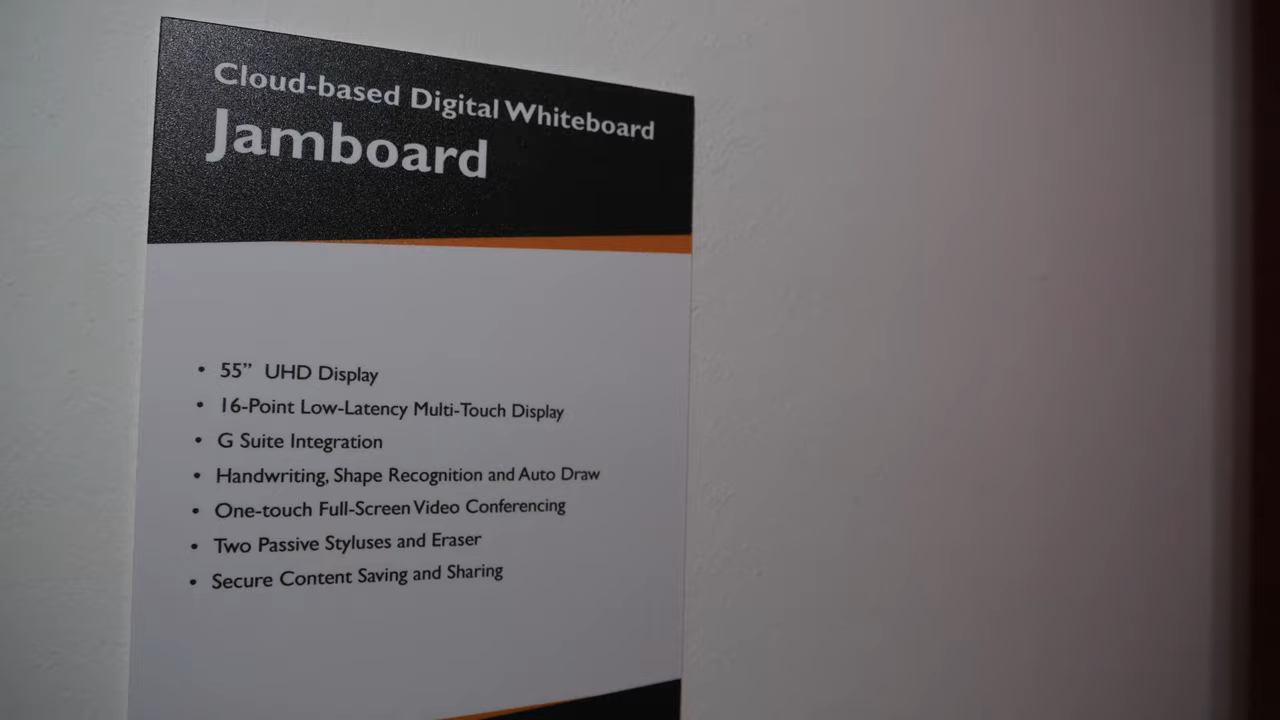 Cloud-based Digital Whiteboard
Jamboard
• 55” UHD Display
• 16-Point Low-Latency Multi-Touch Display
• G Suite Integration
• Handwriting, Shape Recognition and Auto Draw
• One-touch Full-Screen Video Conferencing
• Two Passive Styluses and Eraser
• Secure Content Saving and Sharing